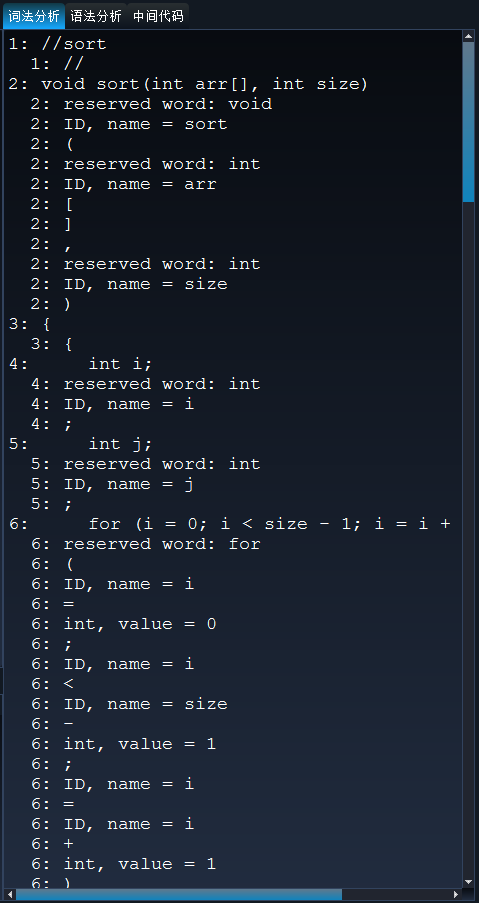 词法分析 语法分析 中间代码
1: //sort
1: //
2: void sort(int arr[], int size)
2: reserved word: void
2: ID, name = sort
2: (
2: reserved word: int
2: ID, name = arr
2: [
2: ]
2: ,
2: reserved word: int
2: ID, name = size
2: )
3: {
3: {
4: int i;
4: reserved word: int
4: ID, name = i
4: ;
5: int j;
5: reserved word: int
5: ID, name = j
5: ;
6: for (i = 0; i < size - 1; i = i +
6: reserved word: for
6: (
6: ID, name = i
6: =
6: int, value = 0
6: ;
6: ID, name = i
6: <
6: ID, name = size
6: -
6: int, value = 1
6: ;
6: ID, name = i
6: =
6: ID, name = i
6: +
6: int, value = 1
6: )